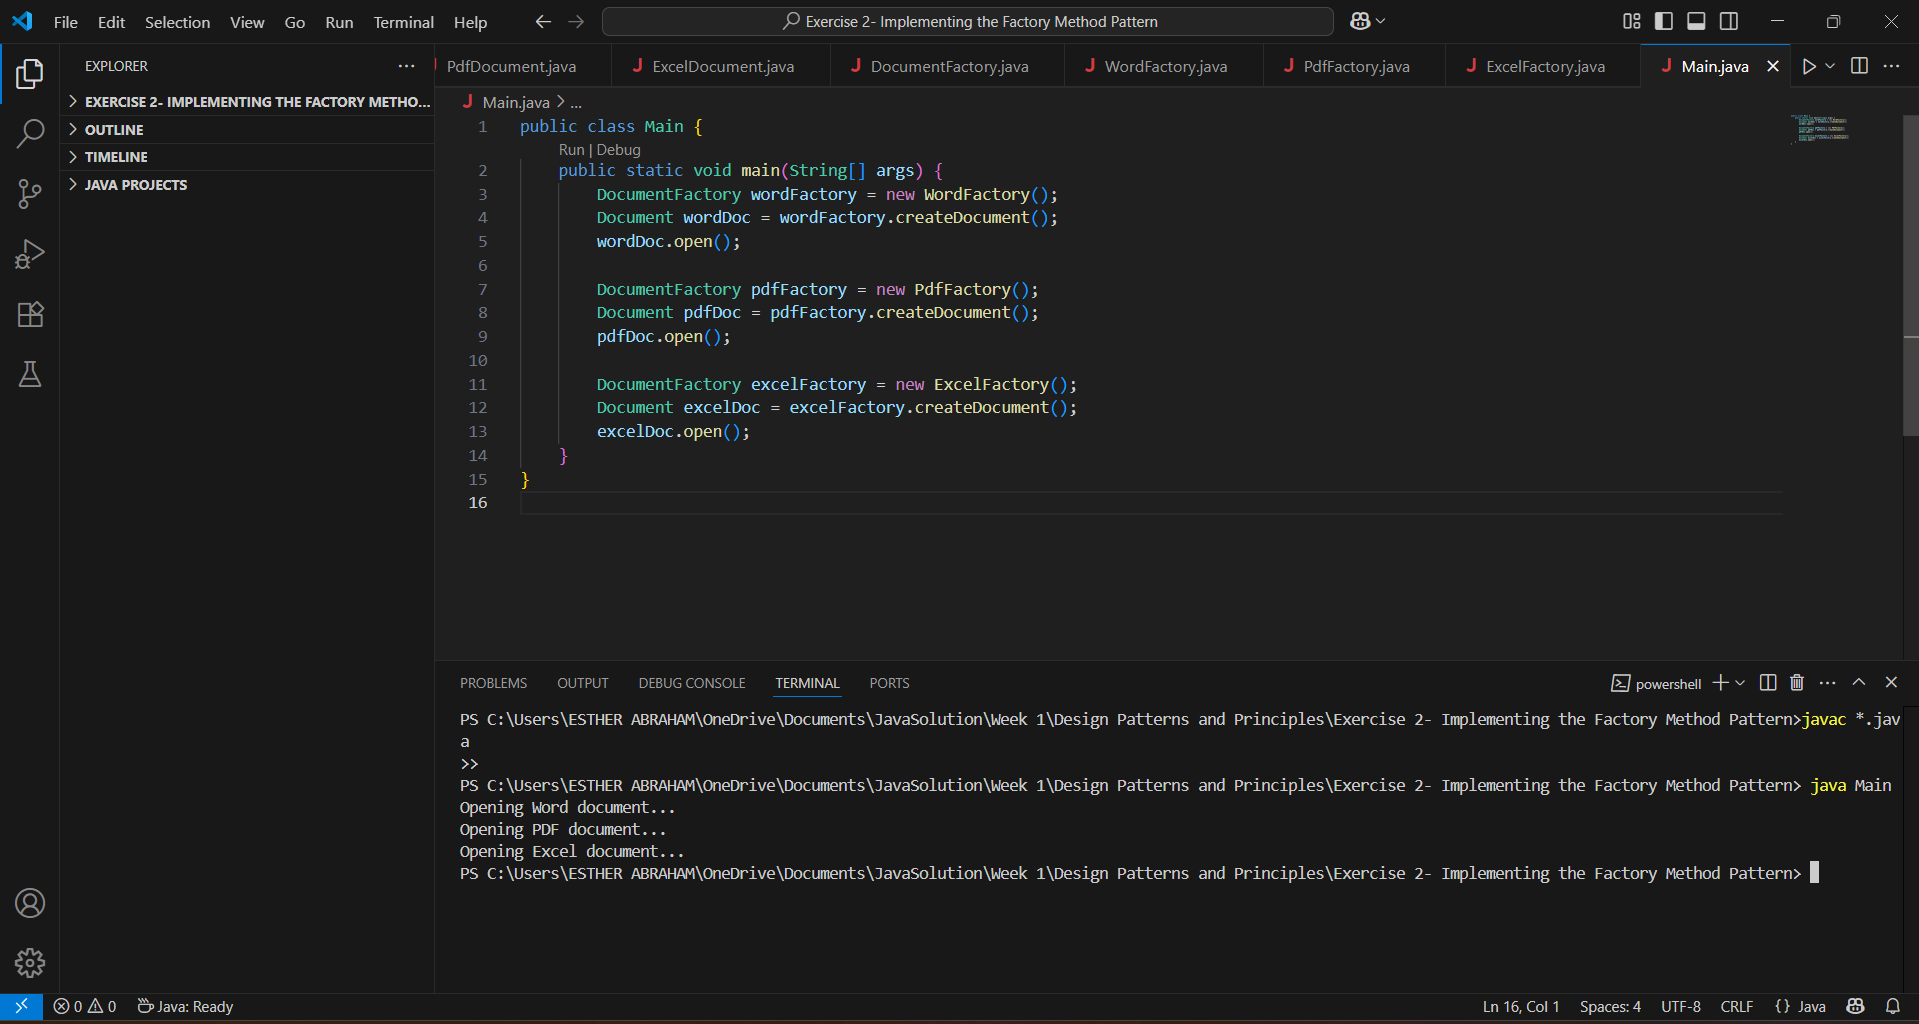 File Edit Selection View Go Run Terminal Help
Exercise 2- Implementing the Factory Method Pattern
EXPLORER
EXERCISE 2- IMPLEMENTING THE FACTORY METHO...
OUTLINE
TIMELINE
JAVA PROJECTS
PdfDocument.java J ExcelDocument.java J DocumentFactory.java J WordFactory.java J PdfFactory.java J ExcelFactory.java J Main.java
J Main.java > ...
1 public class Main {
Run | Debug
2 public static void main(String[] args) {
3 DocumentFactory wordFactory = new WordFactory();
4 Document wordDoc = wordFactory.createDocument();
5 wordDoc.open();
6
7 DocumentFactory pdfFactory = new PdfFactory();
8 Document pdfDoc = pdfFactory.createDocument();
9 pdfDoc.open();
10
11 DocumentFactory excelFactory = new ExcelFactory();
12 Document excelDoc = excelFactory.createDocument();
13 excelDoc.open();
14 }
15 }
16
PROBLEMS OUTPUT DEBUG CONSOLE TERMINAL PORTS
powershell
PS C:\Users\ESTHER ABRAHAM\OneDrive\Documents\JavaSolution\Week 1\Design Patterns and Principles\Exercise 2- Implementing the Factory Method Pattern>javac *.jav
a
>>
PS C:\Users\ESTHER ABRAHAM\OneDrive\Documents\JavaSolution\Week 1\Design Patterns and Principles\Exercise 2- Implementing the Factory Method Pattern> java Main
Opening Word document...
Opening PDF document...
Opening Excel document...
PS C:\Users\ESTHER ABRAHAM\OneDrive\Documents\JavaSolution\Week 1\Design Patterns and Principles\Exercise 2- Implementing the Factory Method Pattern>
0 0 Java: Ready
Ln 16, Col 1 Spaces: 4 UTF-8 CRLF {} Java